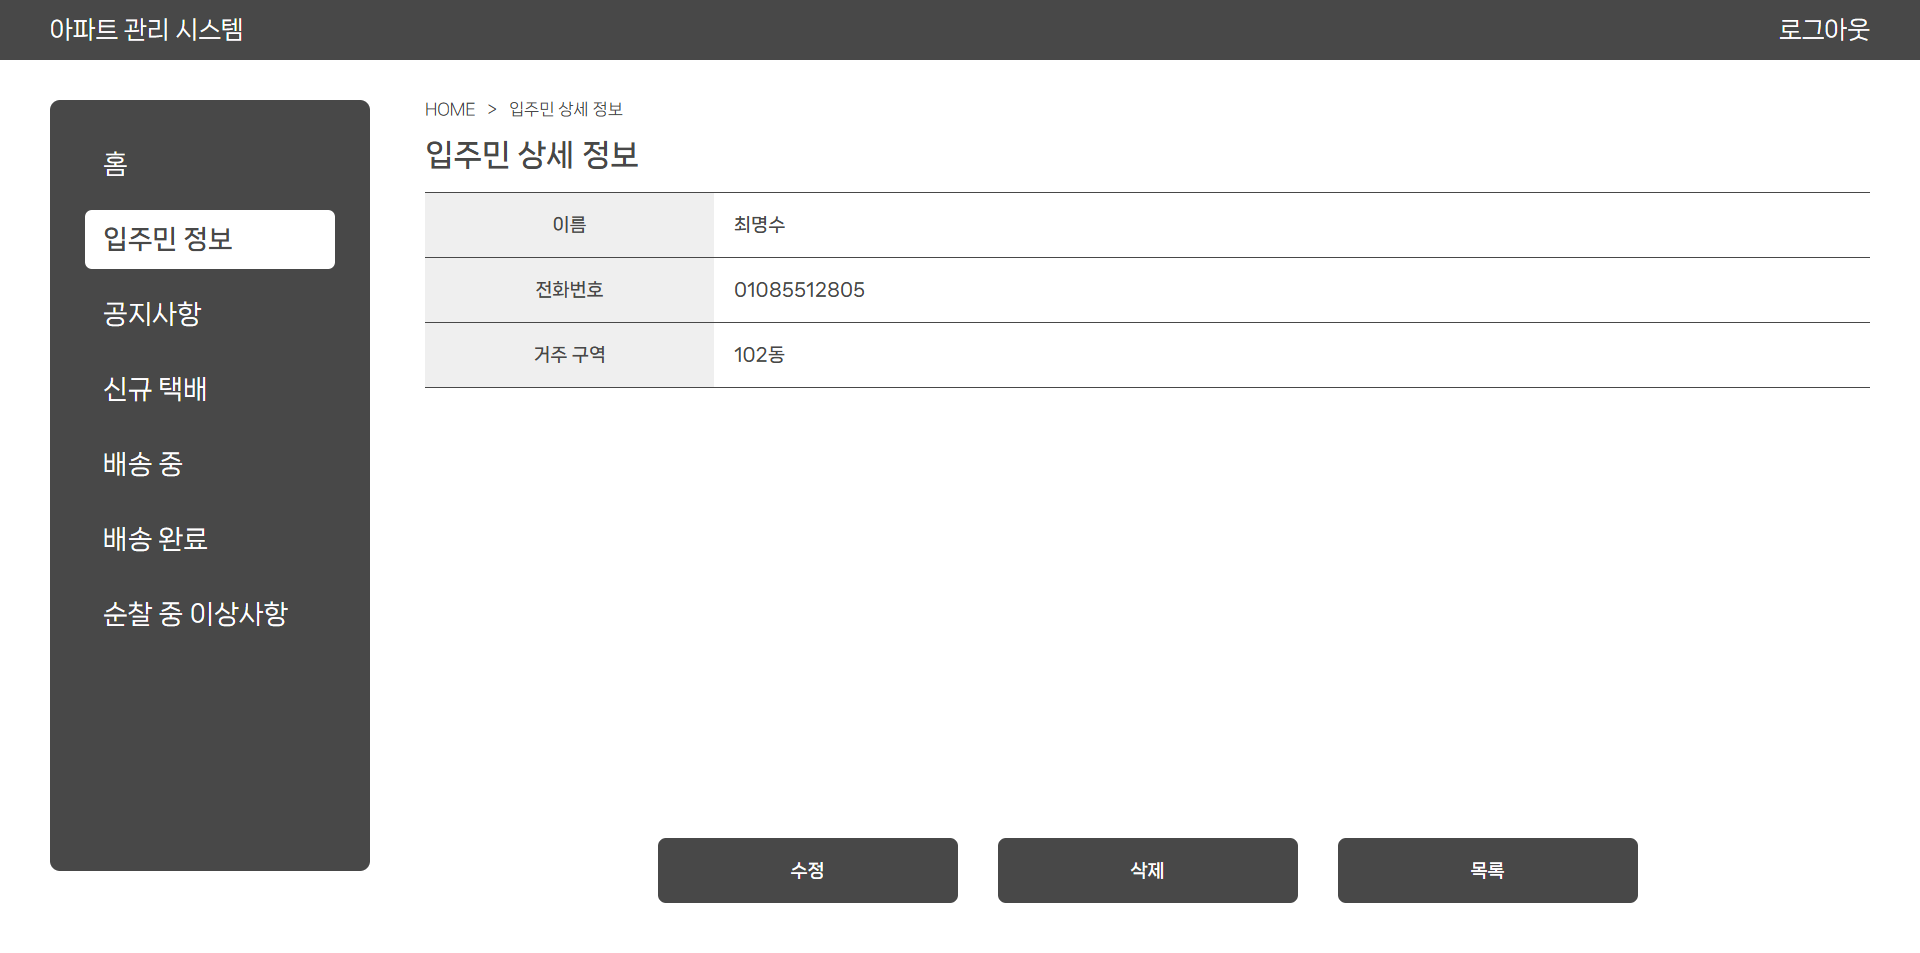 아파트 관리 시스템
로그아웃
홈
입주민 정보
공지사항
신규 택배
배송 중
배송 완료
순찰 중 이상사항
HOME > 입주민 상세 정보
입주민 상세 정보
이름 최명수
전화번호 01085512805
거주 구역 102동
수정 삭제 목록